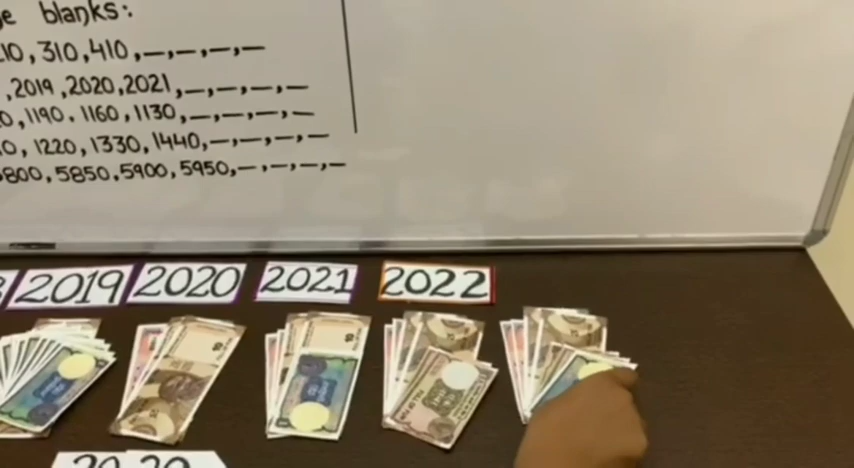 e blanks:
10, 310, 410, _, _, _, _
, 2019, 2020, 2021, _, _, _, _
0, 1190, 1160, 1130, _, _, _
0, 1220, 1330, 1440, _, _, _, _
800, 5850, 5900, 5950, _, _, _, _
2019 2020 2021 2022